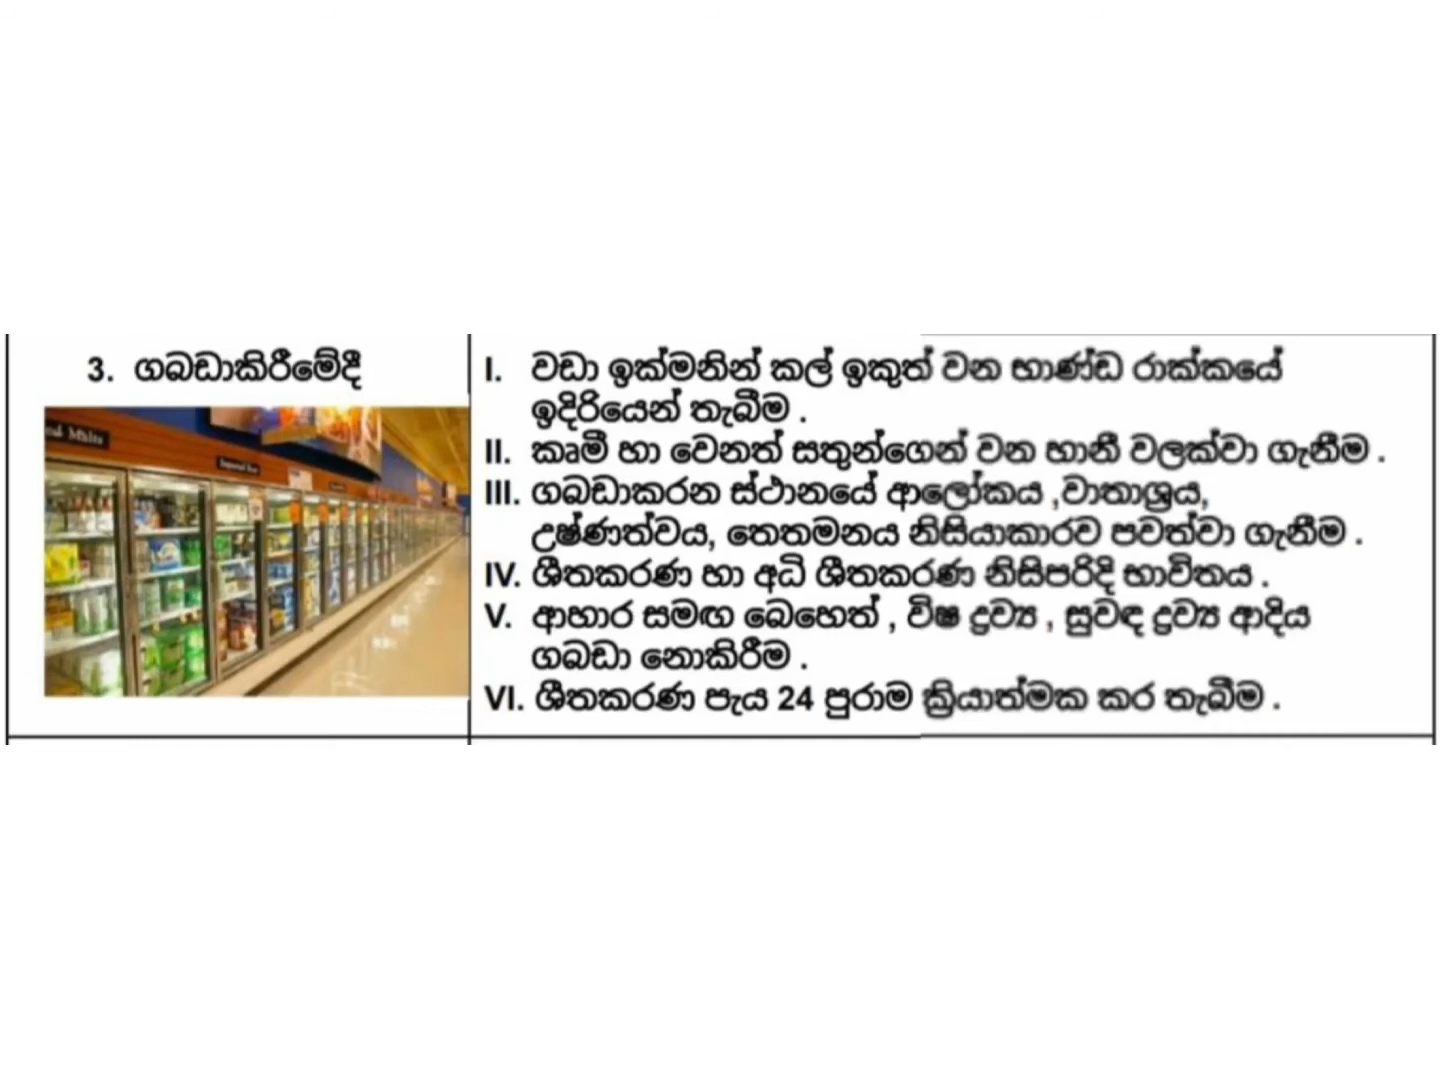 3. ගබඩාකිරීමේදී
I. වඩා ඉක්මනින් කල් ඉකුත් වන භාණ්ඩ රාක්කයේ
ඉදිරියෙන් තැබීම .
II. කෘමී හා වෙනත් සතුන්ගෙන් වන හානී වලක්වා ගැනීම .
III. ගබඩාකරන ස්ථානයේ ආලෝකය ,වාතාශ්‍රය,
උෂ්ණත්වය, තෙතමනය නිසියාකාරව පවත්වා ගැනීම .
IV. ශීතකරණ හා අධි ශීතකරණ නිසිපරිදි භාවිතය .
V. ආහාර සමඟ බෙහෙත් , විෂ ද්‍රව්‍ය , සුවඳ ද්‍රව්‍ය ආදිය
ගබඩා නොකිරීම .
VI. ශීතකරණ පැය 24 පුරාම ක්‍රියාත්මක කර තැබීම .